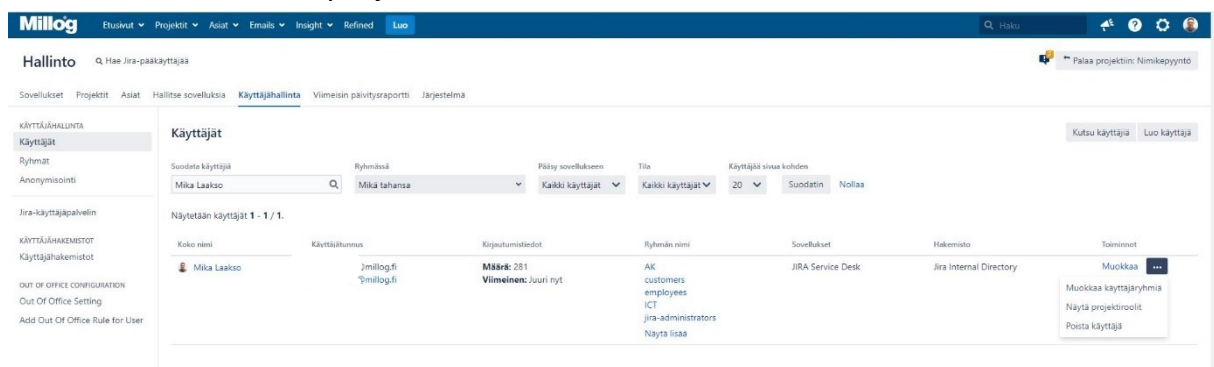 Millog Etusivut Projektit Asiat Emails Insight Refined Luo Haku
Hallinto Hae Jira-pääkäyttäjää Palaa projektiin: Nimikepyyntö
Sovellukset Projektit Asiat Hallitse sovelluksia Käyttäjähallinta Viimeisin päivitysraportti Järjestelmä
KÄYTTÄJÄHALLINTA
Käyttäjät
Ryhmät
Anonymisointi
Jira-käyttäjäpalvelin
KÄYTTÄJÄHAKEMISTOT
Käyttäjähakemistot
OUT OF OFFICE CONFIGURATION
Out Of Office Setting
Add Out Of Office Rule for User
Käyttäjät Kutsu käyttäjiä Luo käyttäjä
Suodata käyttäjiä Ryhmässä Pääsy sovellukseen Tila Käyttäjää sivua kohden
Mika Laakso Mikä tahansa Kaikki käyttäjät Kaikki käyttäjät 20 Suodatin Nollaa
Näytetään käyttäjät 1 - 1 / 1.
Koko nimi Käyttäjätunnus Kirjautumistiedot Ryhmän nimi Sovellukset Hakemisto Toiminnot
Mika Laakso millog.fi Määrä: 281 AK JIRA Service Desk Jira Internal Directory Muokkaa ...
@millog.fi Viimeinen: Juuri nyt customers
employees
ICT
jira-administrators
Näytä lisää
Muokkaa käyttäjäryhmiä
Näytä projektiroolit
Poista käyttäjä